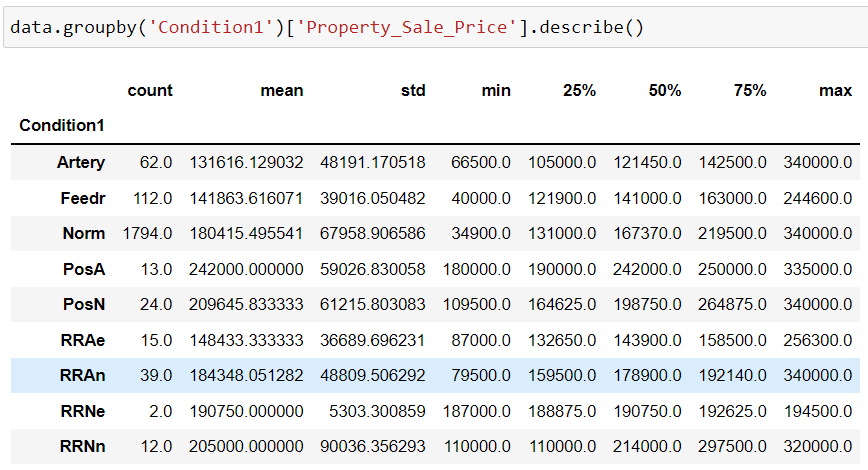 data.groupby('Condition1')['Property_Sale_Price'].describe()
count mean std min 25% 50% 75% max
Condition1
Artery 62.0 131616.129032 48191.170518 66500.0 105000.0 121450.0 142500.0 340000.0
Feedr 112.0 141863.616071 39016.050482 40000.0 121900.0 141000.0 163000.0 244600.0
Norm 1794.0 180415.495541 67958.906586 34900.0 131000.0 167370.0 219500.0 340000.0
PosA 13.0 242000.000000 59026.830058 180000.0 190000.0 242000.0 250000.0 335000.0
PosN 24.0 209645.833333 61215.803083 109500.0 164625.0 198750.0 264875.0 340000.0
RRAe 15.0 148433.333333 36689.696231 87000.0 132650.0 143900.0 158500.0 256300.0
RRAn 39.0 184348.051282 48809.506292 79500.0 159500.0 178900.0 192140.0 340000.0
RRNe 2.0 190750.000000 5303.300859 187000.0 188875.0 190750.0 192625.0 194500.0
RRNn 12.0 205000.000000 90036.356293 110000.0 110000.0 214000.0 297500.0 320000.0